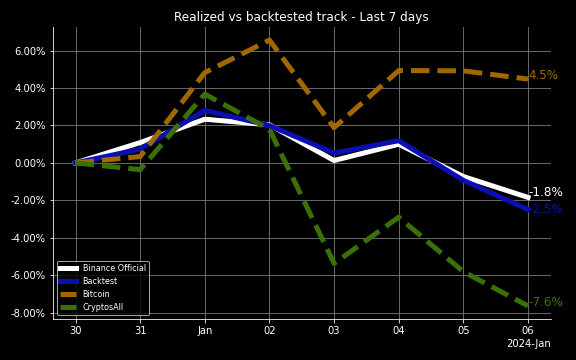 Realized vs backtested track - Last 7 days
6.00%
4.00%
2.00%
0.00%
-2.00%
-4.00%
-6.00%
-8.00%
4.5%
-1.8%
-2.5%
-7.6%
Binance Official
Backtest
Bitcoin
CryptosAll
30 31 Jan 02 03 04 05 06
2024-Jan